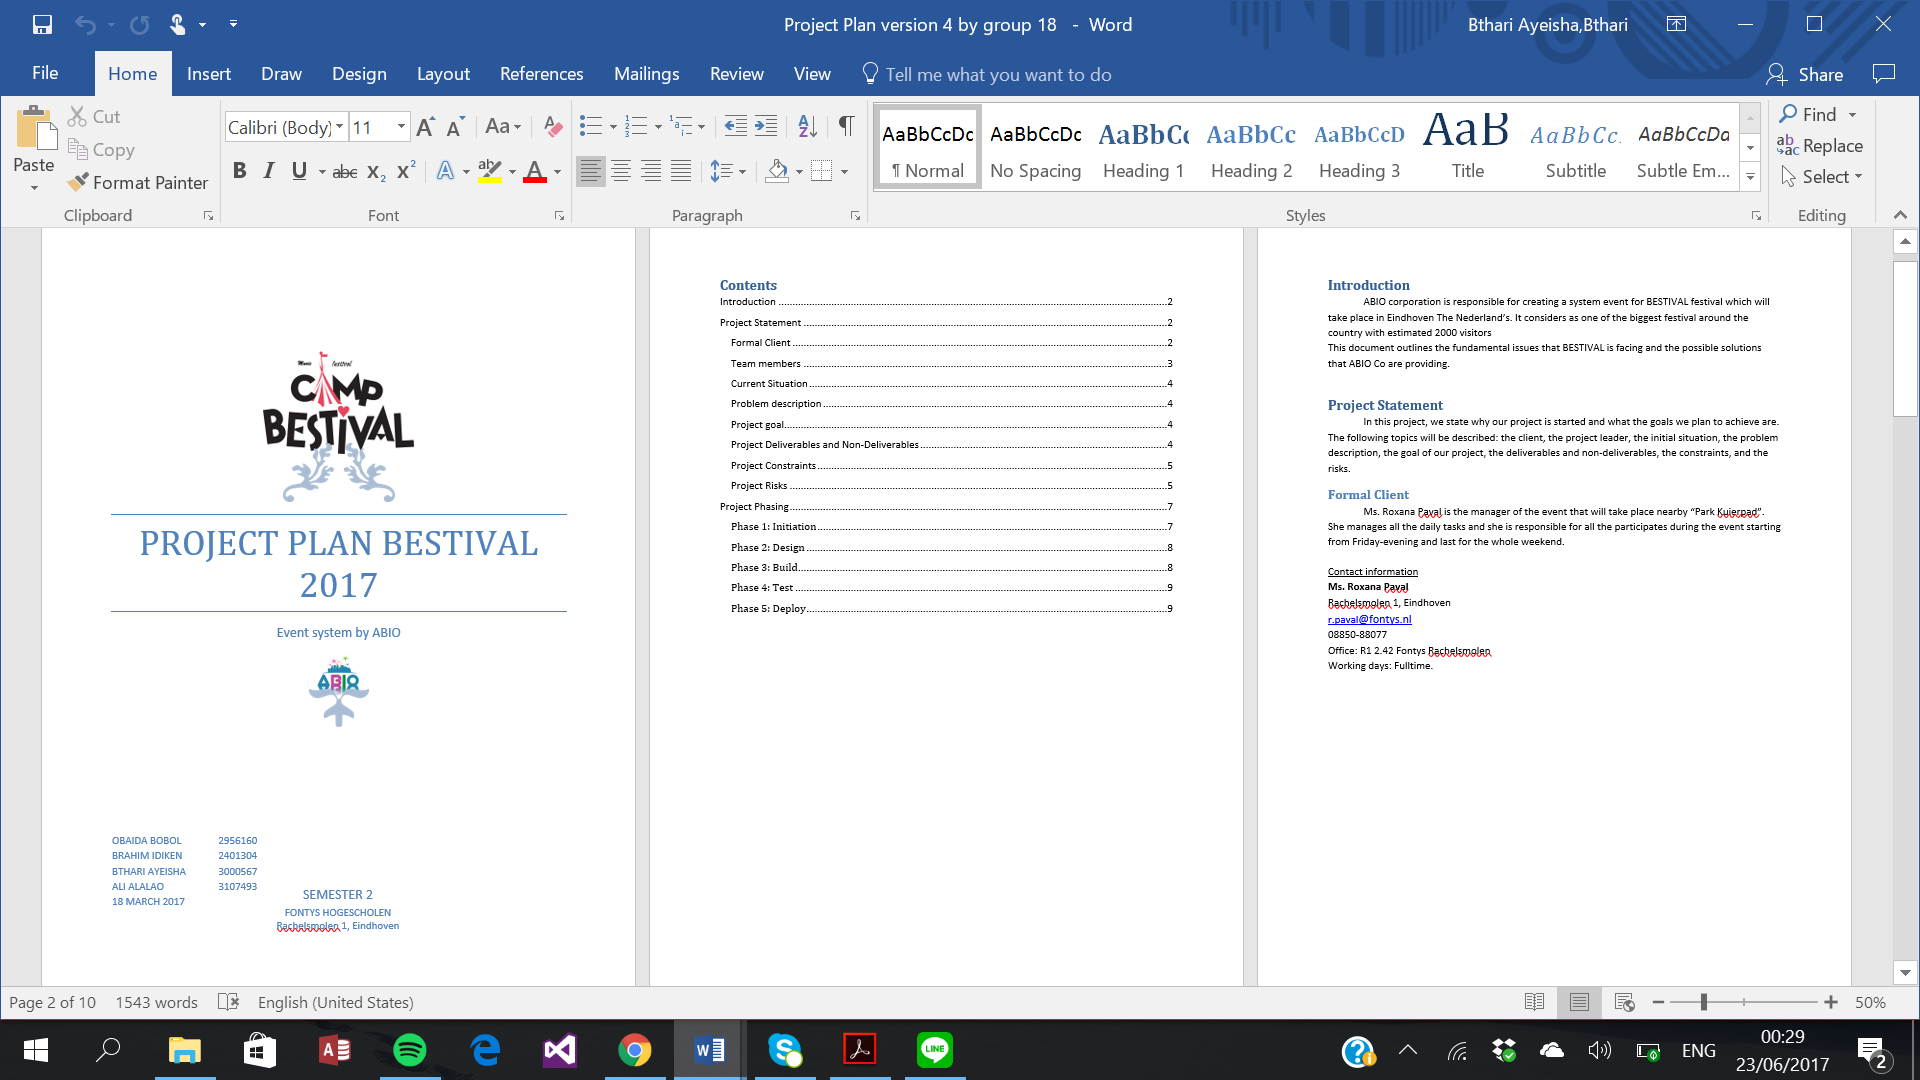 Project Plan version 4 by group 18 - Word
Bthari Ayeisha,Bthari
File Home Insert Draw Design Layout References Mailings Review View Tell me what you want to do Share
Paste
Cut
Copy
Format Painter
Clipboard
Calibri (Body) 11
Font
Paragraph
AaBbCcDc AaBbCcDc AaBbCc AaBbCc AaBbCcD AaB AaBbCc. AaBbCcDa
¶ Normal No Spacing Heading 1 Heading 2 Heading 3 Title Subtitle Subtle Em...
Styles
Find
Replace
Select
Editing
Music festival
CAMP
BESTIVAL
PROJECT PLAN BESTIVAL
2017
Event system by ABIO
ABIO
OBAIDA BOBOL 2956160
BRAHIM IDIKEN 2401304
BTHARI AYEISHA 3000567
ALI ALALAO 3107493
18 MARCH 2017
SEMESTER 2
FONTYS HOGESCHOLEN
Rachelsmolen 1, Eindhoven
Contents
Introduction 2
Project Statement 2
Formal Client 2
Team members 3
Current Situation 4
Problem description 4
Project goal 4
Project Deliverables and Non-Deliverables 4
Project Constraints 5
Project Risks 5
Project Phasing 7
Phase 1: Initiation 7
Phase 2: Design 8
Phase 3: Build 8
Phase 4: Test 9
Phase 5: Deploy 9
Introduction
ABIO corporation is responsible for creating a system event for BESTIVAL festival which will
take place in Eindhoven The Nederland's. It considers as one of the biggest festival around the
country with estimated 2000 visitors
This document outlines the fundamental issues that BESTIVAL is facing and the possible solutions
that ABIO Co are providing.
Project Statement
In this project, we state why our project is started and what the goals we plan to achieve are.
The following topics will be described: the client, the project leader, the initial situation, the problem
description, the goal of our project, the deliverables and non-deliverables, the constraints, and the
risks.
Formal Client
Ms. Roxana Paval is the manager of the event that will take place nearby “Park Kuierpad”.
She manages all the daily tasks and she is responsible for all the participates during the event starting
from Friday-evening and last for the whole weekend.
Contact information
Ms. Roxana Paval
Rachelsmolen 1, Eindhoven
r.paval@fontys.nl
08850-88077
Office: R1 2.42 Fontys Rachelsmolen
Working days: Fulltime.
Page 2 of 10 1543 words English (United States) 50%
LINE
ENG
00:29
23/06/2017
2